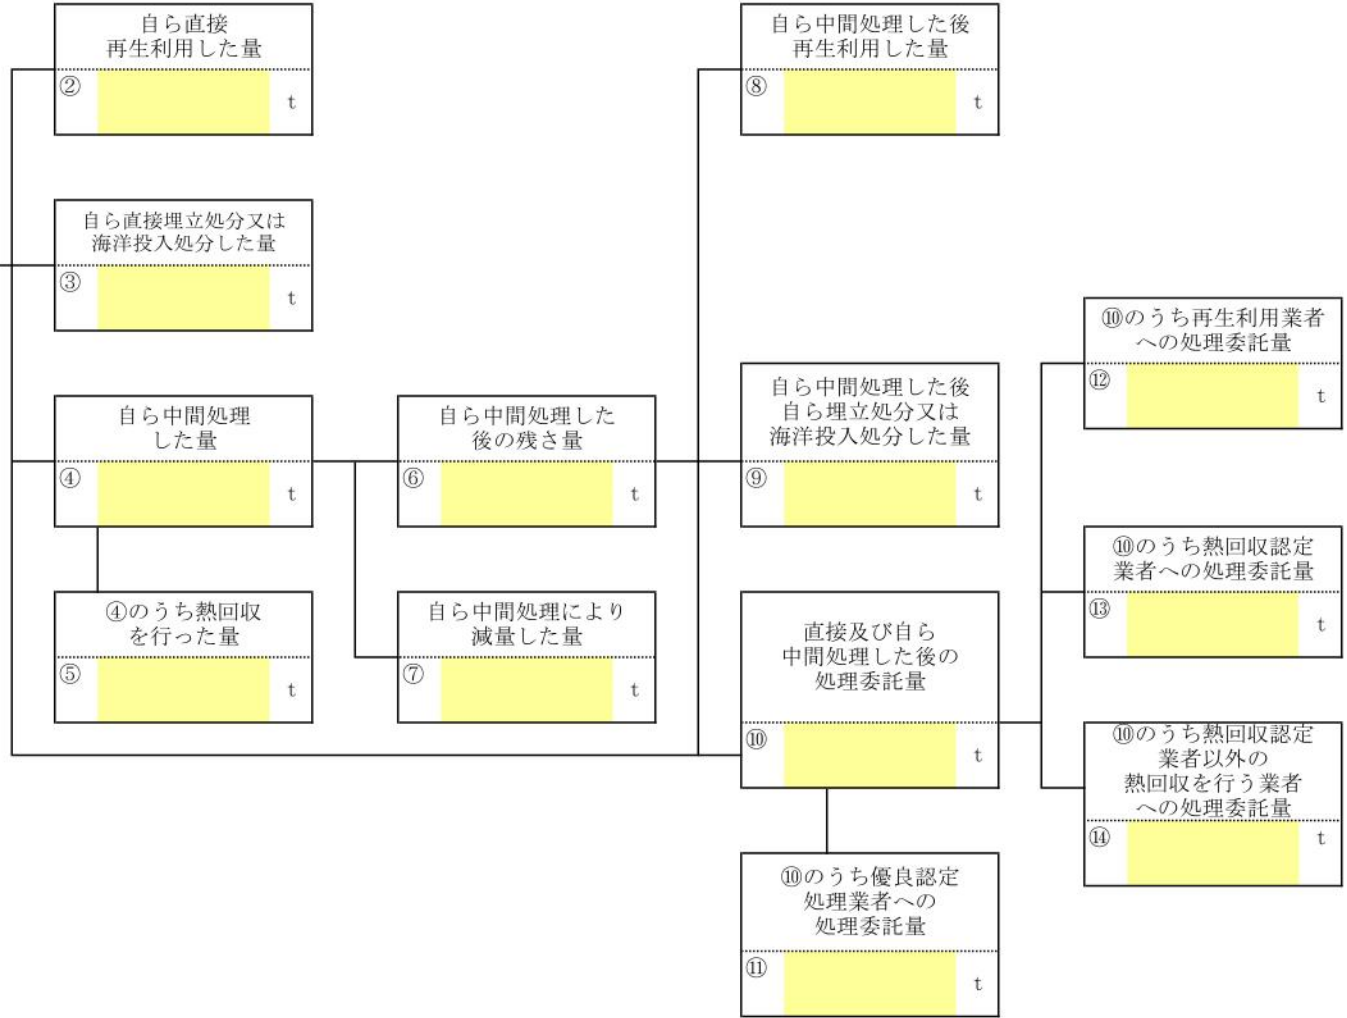 自ら直接
再生利用した量
②
t
自ら中間処理した後
再生利用した量
⑧
t
自ら直接埋立処分又は
海洋投入処分した量
③
t
⑩のうち再生利用業者
への処理委託量
⑫
t
自ら中間処理
した量
④
t
自ら中間処理した
後の残さ量
⑥
t
自ら中間処理した後
自ら埋立処分又は
海洋投入処分した量
⑨
t
⑩のうち熱回収認定
業者への処理委託量
⑬
t
④のうち熱回収
を行った量
⑤
t
自ら中間処理により
減量した量
⑦
t
直接及び自ら
中間処理した後の
処理委託量
⑩
t
⑩のうち熱回収認定
業者以外の
熱回収を行う業者
への処理委託量
⑭
t
⑩のうち優良認定
処理業者への
処理委託量
⑪
t